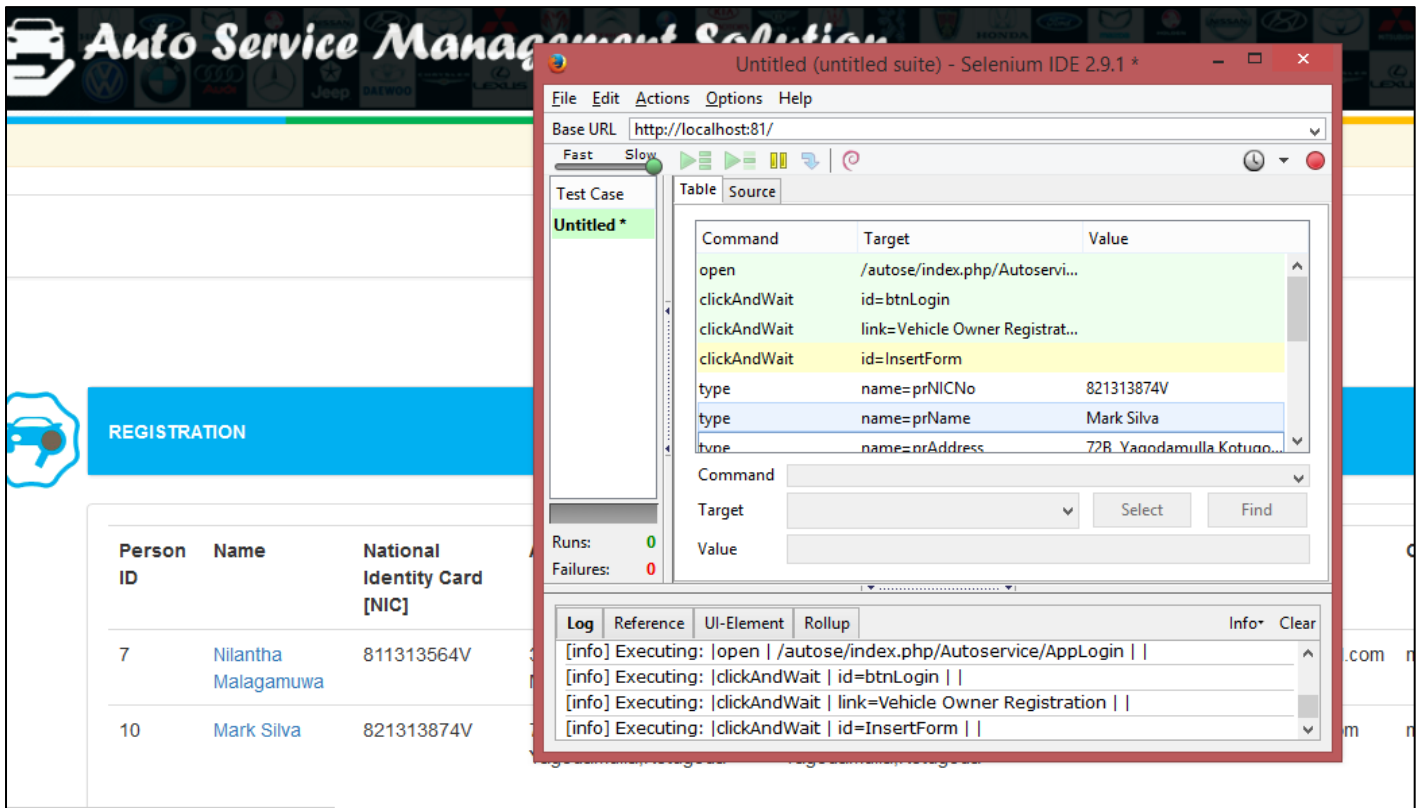 Auto Service Management Solution
Untitled (untitled suite) - Selenium IDE 2.9.1 *
File Edit Actions Options Help
Base URL http://localhost:81/
Fast Slow
Test Case
Untitled *
Table Source
Command Target Value
open /autose/index.php/Autoservi...
clickAndWait id=btnLogin
clickAndWait link=Vehicle Owner Registrat...
clickAndWait id=InsertForm
type name=prNICNo 821313874V
type name=prName Mark Silva
type name=prAddress 72B, Yagodamulla Kotugo...
Command
Target Select Find
Value
Runs: 0
Failures: 0
Log Reference UI-Element Rollup Info Clear
[info] Executing: |open | /autose/index.php/Autoservice/AppLogin | |
[info] Executing: |clickAndWait | id=btnLogin | |
[info] Executing: |clickAndWait | link=Vehicle Owner Registration | |
[info] Executing: |clickAndWait | id=InsertForm | |
REGISTRATION
Person ID Name National Identity Card [NIC]
7 Nilantha Malagamuwa 811313564V
.com
10 Mark Silva 821313874V
HONDA
Jeep DAEWOO